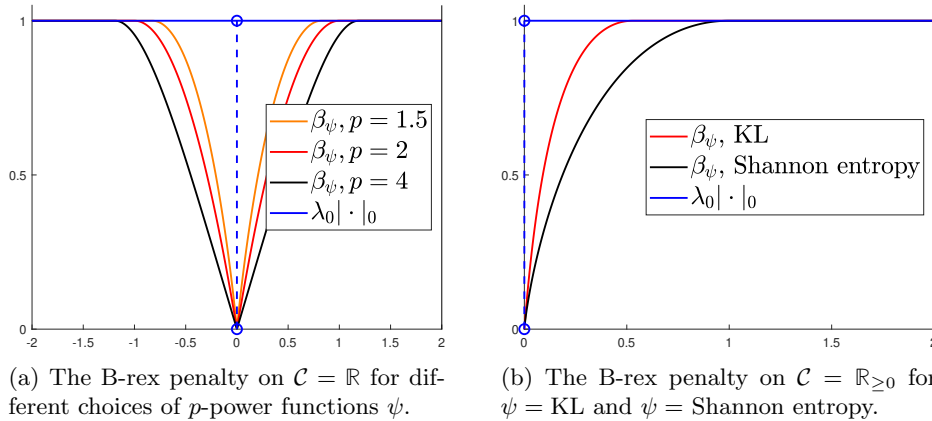 1
0.5
0
-2
-1.5
-1
-0.5
0
0.5
1
1.5
2
β_ψ, p = 1.5
β_ψ, p = 2
β_ψ, p = 4
λ_0| · |_0
(a) The B-rex penalty on 𝒞 = ℝ for dif-
ferent choices of p-power functions ψ.
1
0.5
0
0
0.5
1
1.5
2
β_ψ, KL
β_ψ, Shannon entropy
λ_0| · |_0
(b) The B-rex penalty on 𝒞 = ℝ_{≥0} for
ψ = KL and ψ = Shannon entropy.